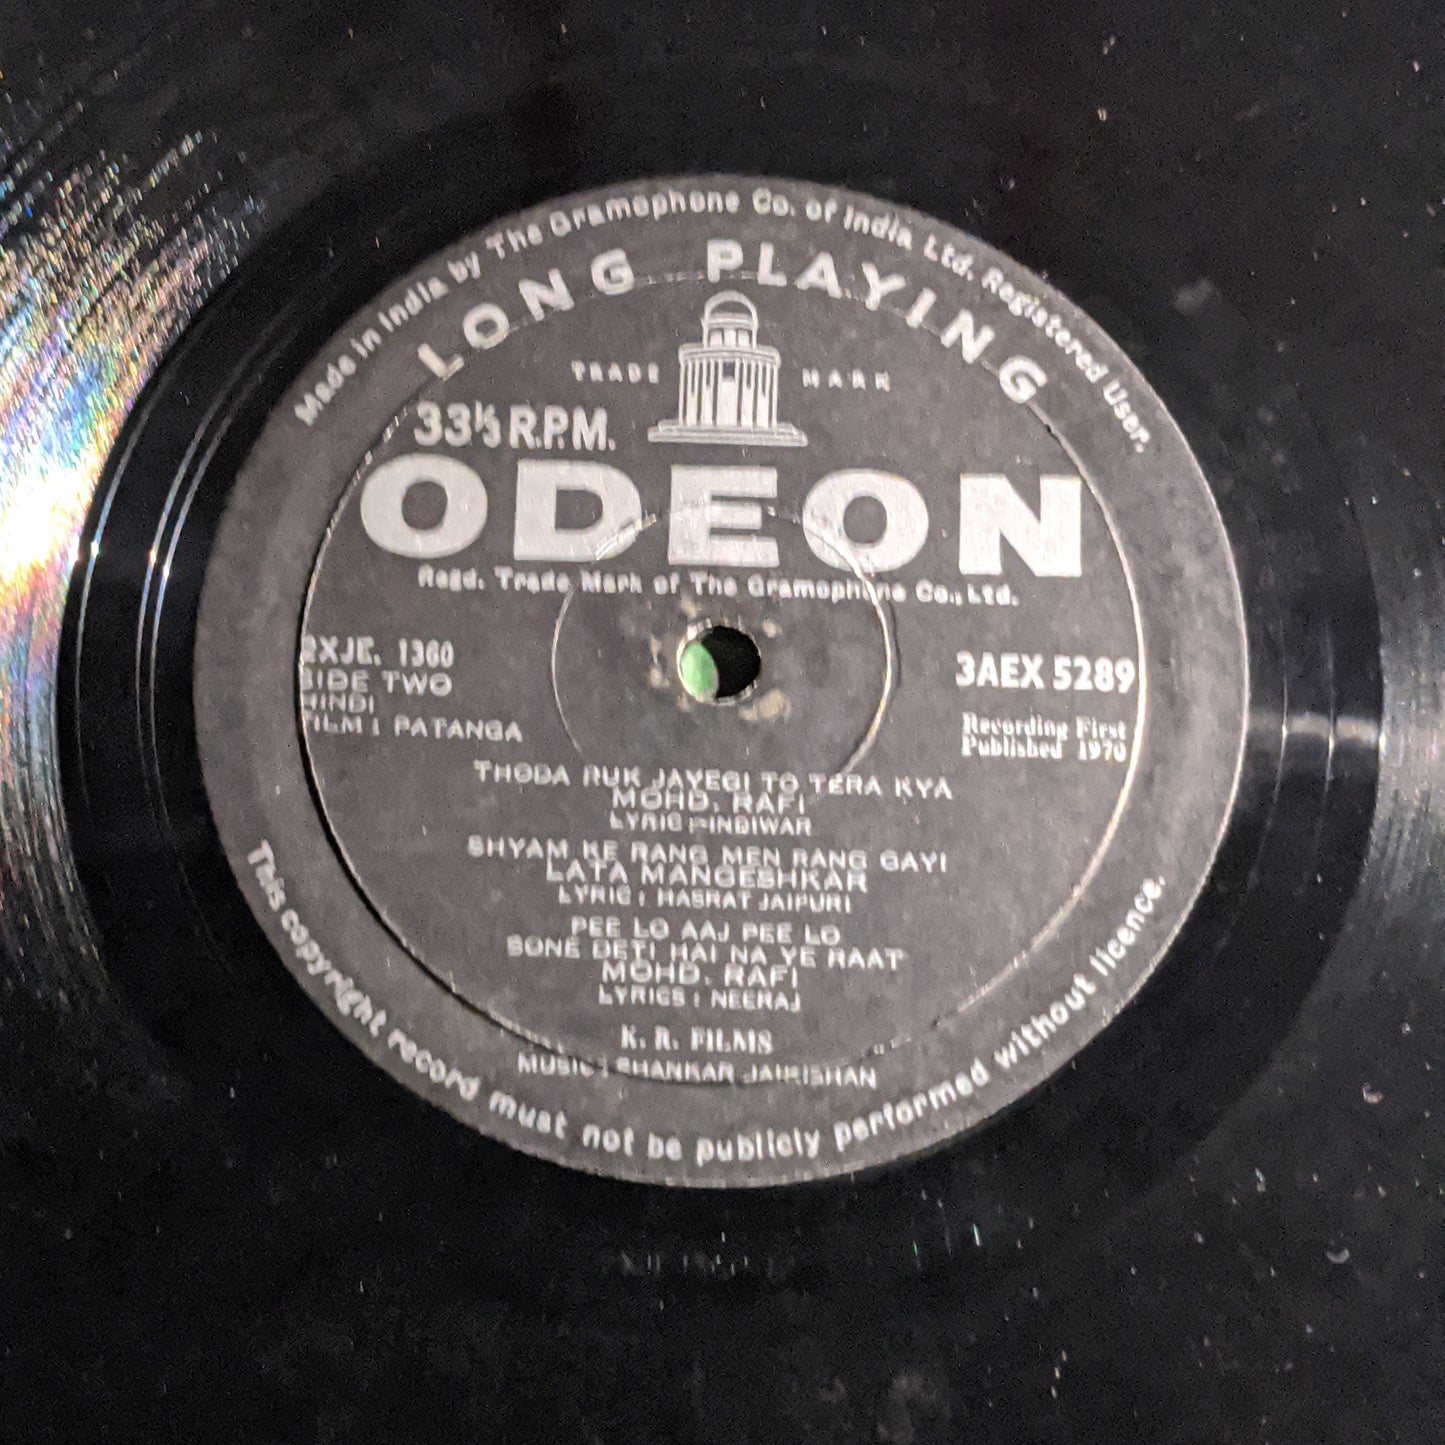 Made in India by The Gramophone Co. of India Ltd. Registered User.
LONG PLAYING
TRADE MARK
33⅓ R.P.M.
ODEON
Regd. Trade Mark of The Gramophone Co., Ltd.
2XJE. 1360
SIDE TWO
HINDI
FILM : PATANGA
3AEX 5289
Recording First
Published 1970
THODA RUK JAYEGI TO TERA KYA
MOHD. RAFI
LYRIC : INDIWAR
SHYAM KE RANG MEN RANG GAYI
LATA MANGESHKAR
LYRIC : HASRAT JAIPURI
PEE LO AAJ PEE LO
SONE DETI HAI NA YE RAAT
MOHD. RAFI
LYRICS : NEERAJ
K. R. FILMS
MUSIC : SHANKAR JAIKISHAN
This copyright record must not be publicly performed without licence.